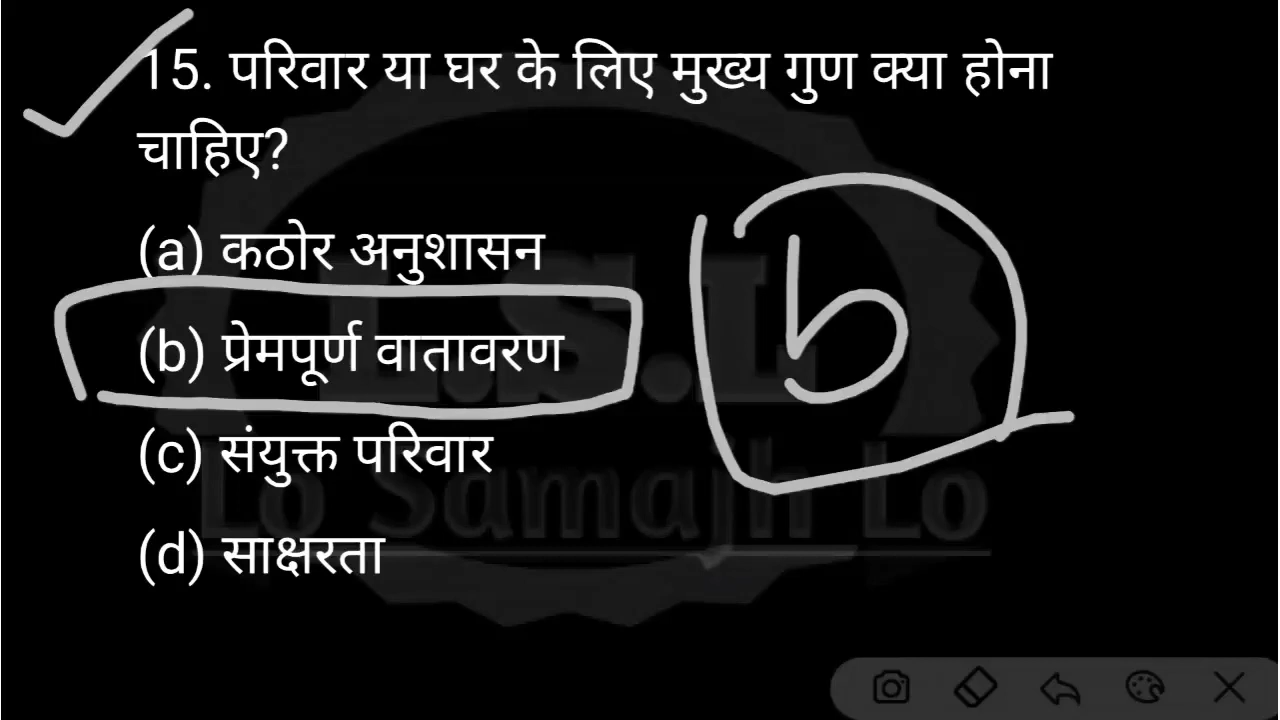 15. परिवार या घर के लिए मुख्य गुण क्या होना
चाहिए?
(a) कठोर अनुशासन
(b) प्रेमपूर्ण वातावरण
(c) संयुक्त परिवार
(d) साक्षरता
b
L.S.L
Lo Samajh Lo